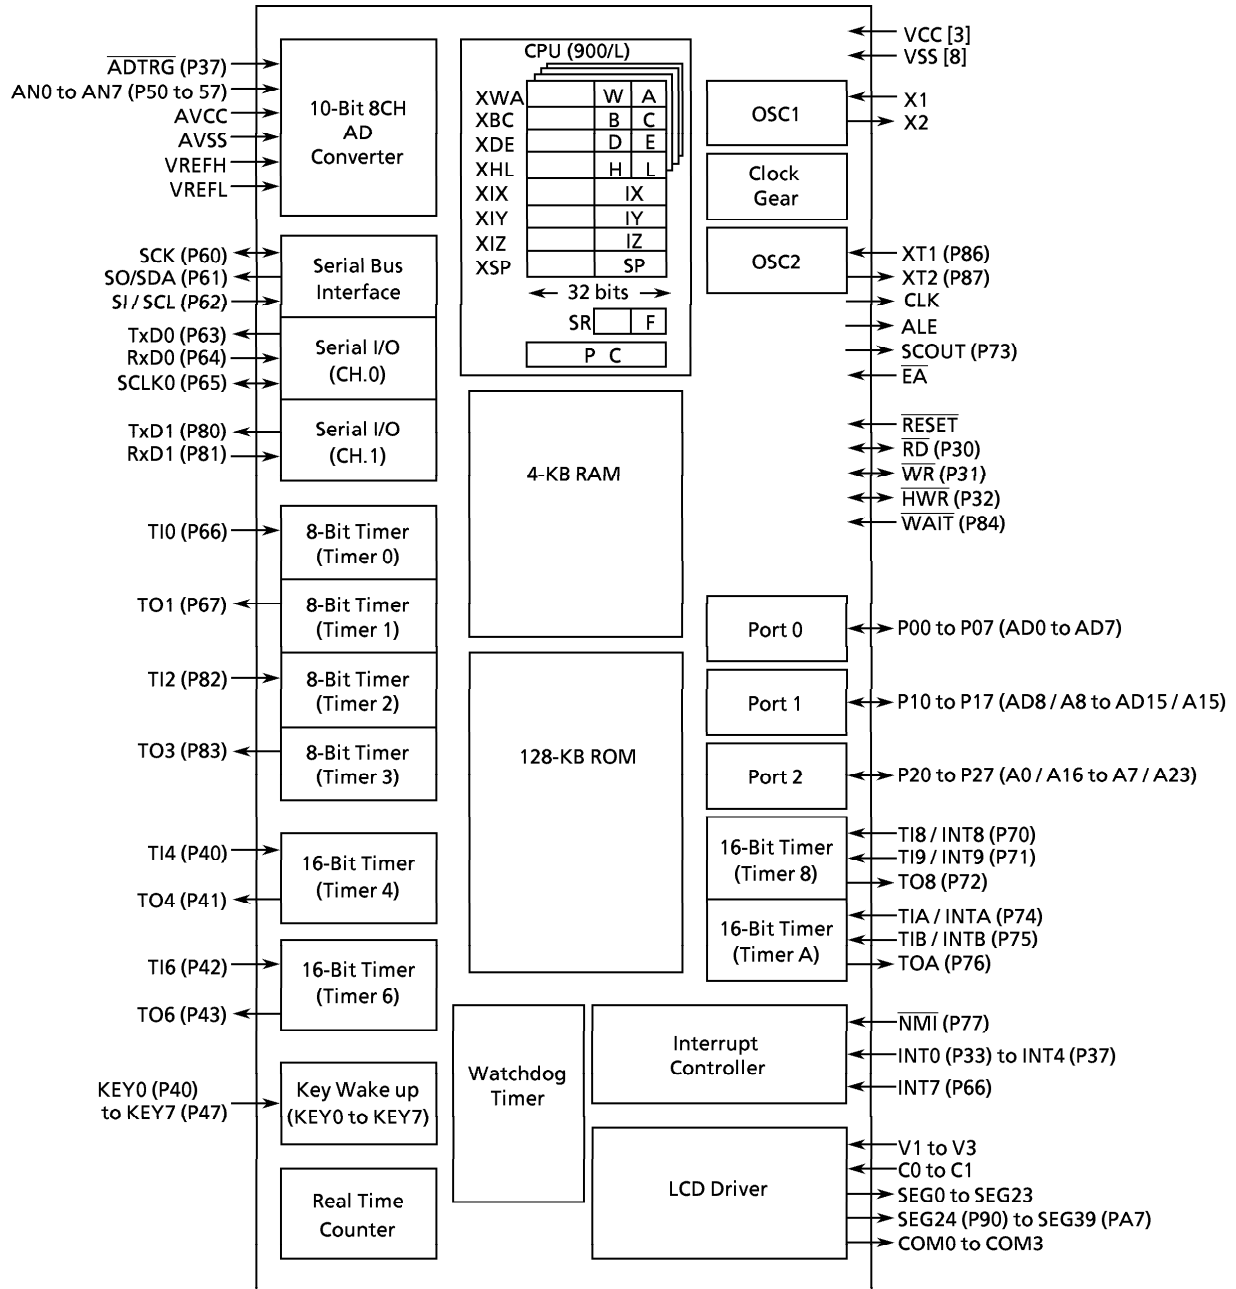 ADTRG (P37)
AN0 to AN7 (P50 to 57)
AVCC
AVSS
VREFH
VREFL
10-Bit 8CH
AD
Converter
SCK (P60)
SO/SDA (P61)
SI / SCL (P62)
Serial Bus
Interface
TxD0 (P63)
RxD0 (P64)
SCLK0 (P65)
Serial I/O
(CH.0)
TxD1 (P80)
RxD1 (P81)
Serial I/O
(CH.1)
TI0 (P66)
8-Bit Timer
(Timer 0)
TO1 (P67)
8-Bit Timer
(Timer 1)
TI2 (P82)
8-Bit Timer
(Timer 2)
TO3 (P83)
8-Bit Timer
(Timer 3)
TI4 (P40)
TO4 (P41)
16-Bit Timer
(Timer 4)
TI6 (P42)
TO6 (P43)
16-Bit Timer
(Timer 6)
KEY0 (P40)
to KEY7 (P47)
Key Wake up
(KEY0 to KEY7)
Real Time
Counter
CPU (900/L)
XWA W A
XBC B C
XDE D E
XHL H L
XIX IX
XIY IY
XIZ IZ
XSP SP
32 bits
SR F
P C
4-KB RAM
128-KB ROM
Watchdog
Timer
VCC [3]
VSS [8]
OSC1
X1
X2
Clock
Gear
OSC2
XT1 (P86)
XT2 (P87)
CLK
ALE
SCOUT (P73)
EA
RESET
RD (P30)
WR (P31)
HWR (P32)
WAIT (P84)
Port 0
P00 to P07 (AD0 to AD7)
Port 1
P10 to P17 (AD8 / A8 to AD15 / A15)
Port 2
P20 to P27 (A0 / A16 to A7 / A23)
16-Bit Timer
(Timer 8)
TI8 / INT8 (P70)
TI9 / INT9 (P71)
TO8 (P72)
16-Bit Timer
(Timer A)
TIA / INTA (P74)
TIB / INTB (P75)
TOA (P76)
Interrupt
Controller
NMI (P77)
INT0 (P33) to INT4 (P37)
INT7 (P66)
LCD Driver
V1 to V3
C0 to C1
SEG0 to SEG23
SEG24 (P90) to SEG39 (PA7)
COM0 to COM3